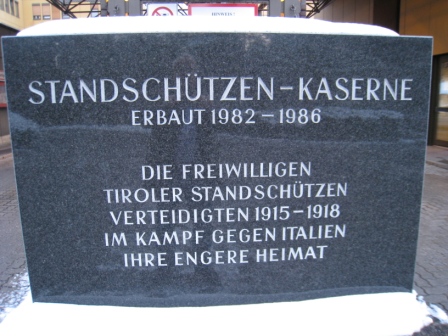 STANDSCHÜTZEN-KASERNE
ERBAUT 1982-1986
DIE FREIWILLIGEN
TIROLER STANDSCHÜTZEN
VERTEIDIGTEN 1915-1918
IM KAMPF GEGEN ITALIEN
IHRE ENGERE HEIMAT